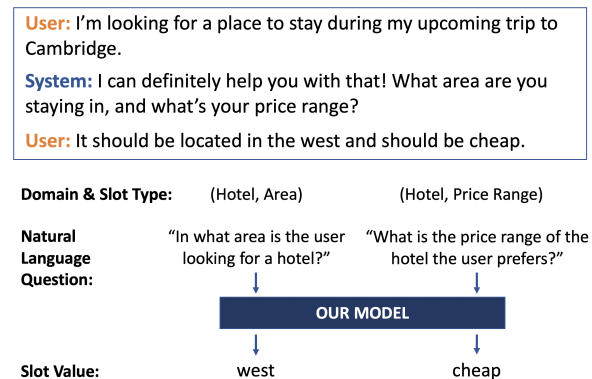 User: I’m looking for a place to stay during my upcoming trip to
Cambridge.
System: I can definitely help you with that! What area are you
staying in, and what’s your price range?
User: It should be located in the west and should be cheap.
Domain & Slot Type: (Hotel, Area) (Hotel, Price Range)
Natural “In what area is the user “What is the price range of the
Language looking for a hotel?” hotel the user prefers?”
Question:
OUR MODEL
Slot Value: west cheap